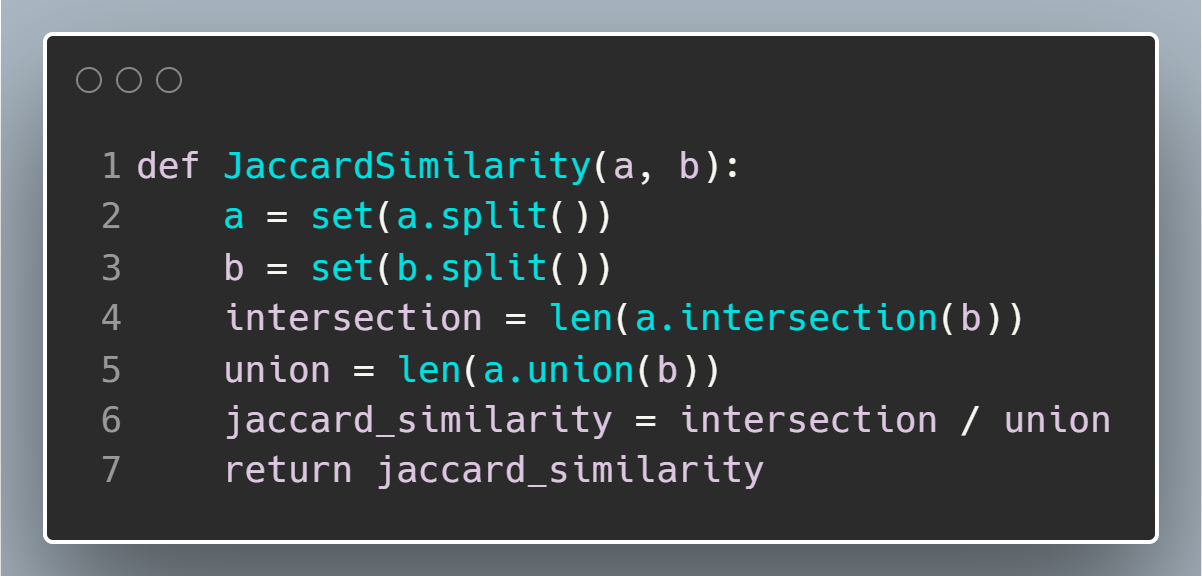 1 def JaccardSimilarity(a, b):
2     a = set(a.split())
3     b = set(b.split())
4     intersection = len(a.intersection(b))
5     union = len(a.union(b))
6     jaccard_similarity = intersection / union
7     return jaccard_similarity